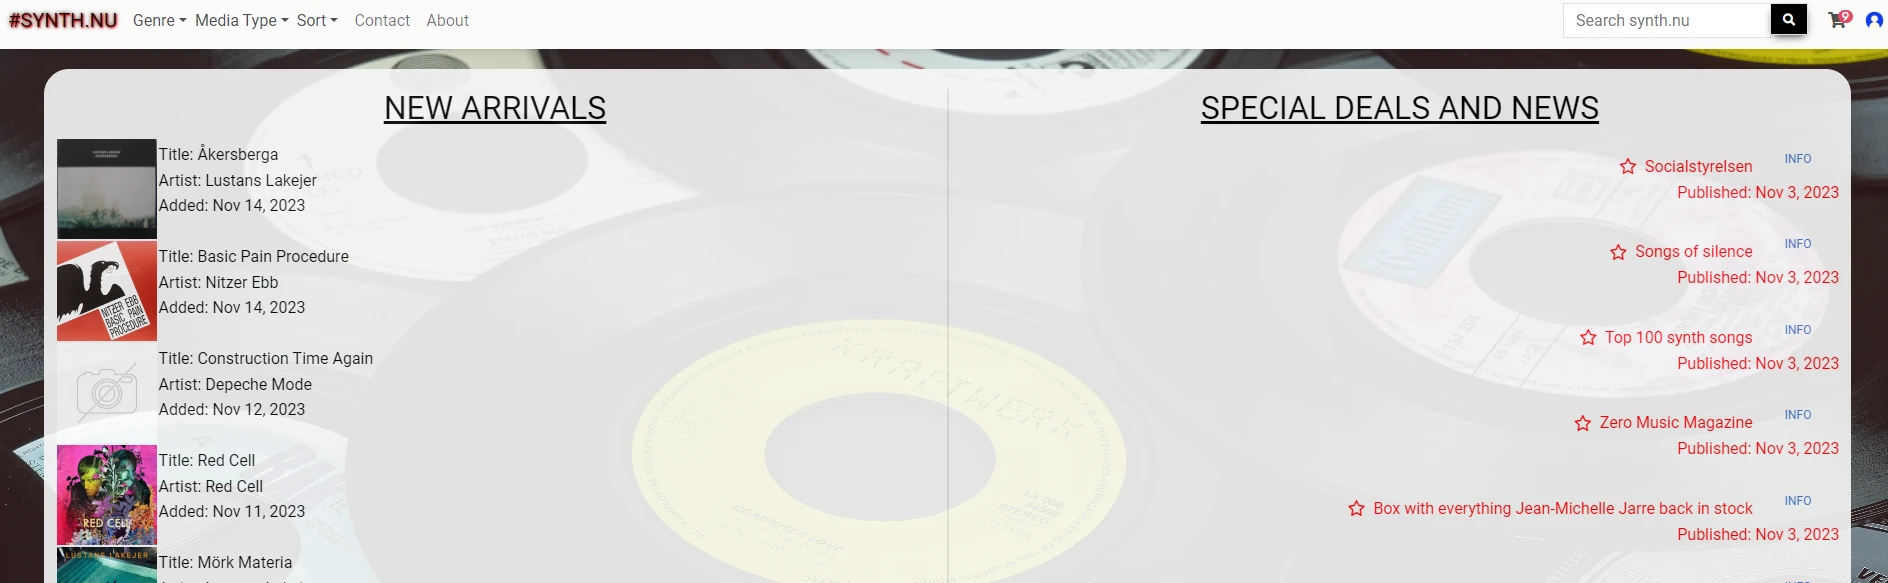 #SYNTH.NU Genre Media Type Sort Contact About Search synth.nu 9
NEW ARRIVALS
Title: Åkersberga
Artist: Lustans Lakejer
Added: Nov 14, 2023
NITZER EBB
BASIC PAIN
PROCEDURE
Title: Basic Pain Procedure
Artist: Nitzer Ebb
Added: Nov 14, 2023
Title: Construction Time Again
Artist: Depeche Mode
Added: Nov 12, 2023
RED CELL
Title: Red Cell
Artist: Red Cell
Added: Nov 11, 2023
LUSTANS LAKEJER
Title: Mörk Materia
SPECIAL DEALS AND NEWS
Socialstyrelsen INFO
Published: Nov 3, 2023
Songs of silence INFO
Published: Nov 3, 2023
Top 100 synth songs INFO
Published: Nov 3, 2023
Zero Music Magazine INFO
Published: Nov 3, 2023
Box with everything Jean-Michelle Jarre back in stock INFO
Published: Nov 3, 2023
KRAFTWERK
STEREO